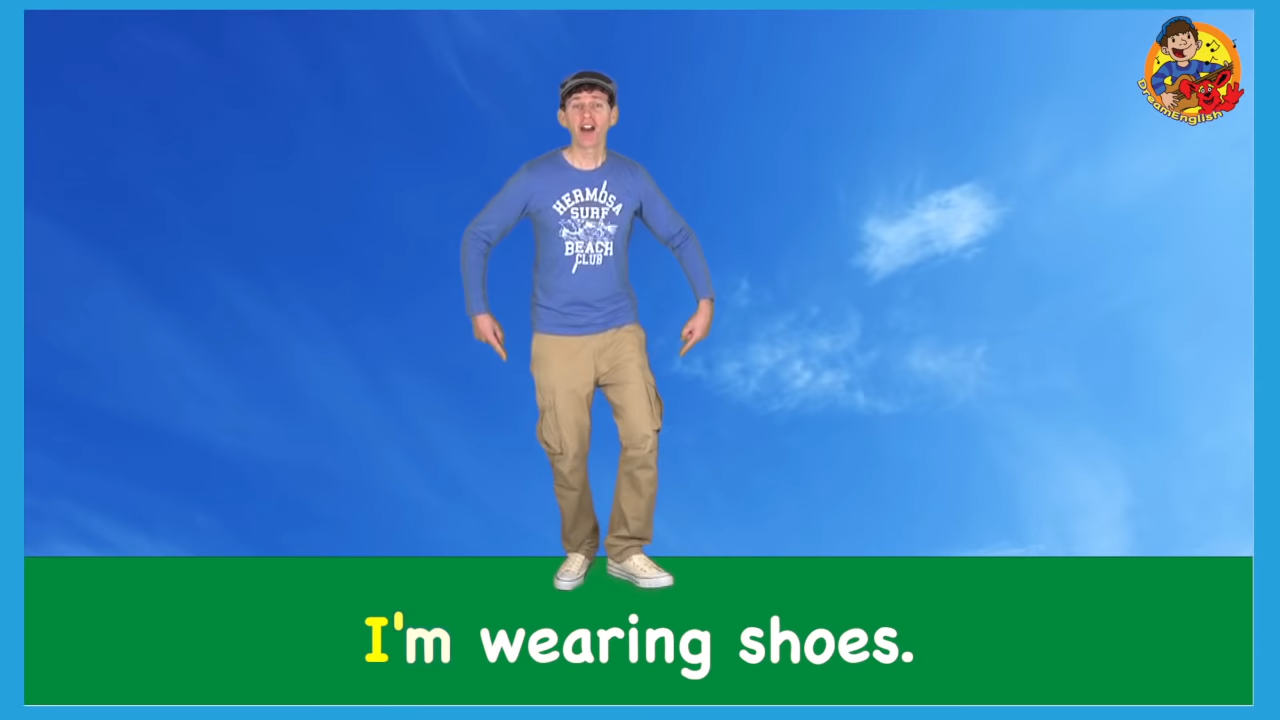 DreamEnglish
HERMOSA
SURF
BEACH
CLUB
I'm wearing shoes.